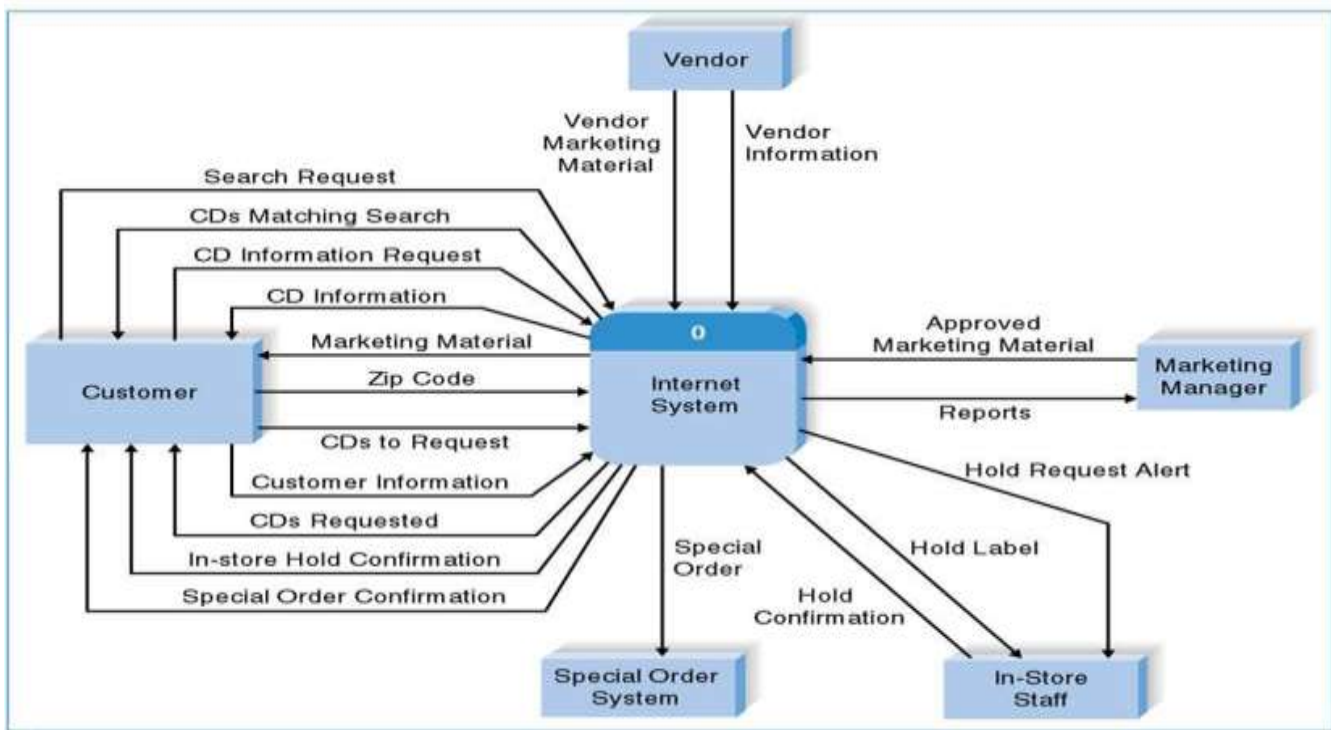 Vendor
Vendor
Marketing
Material
Vendor
Information
Search Request
CDs Matching Search
CD Information Request
CD Information
Marketing Material
Zip Code
CDs to Request
Customer Information
CDs Requested
In-store Hold Confirmation
Special Order Confirmation
Customer
0
Internet
System
Approved
Marketing Material
Reports
Marketing
Manager
Hold Request Alert
Hold Label
Hold
Confirmation
Special
Order
Special Order
System
In-Store
Staff